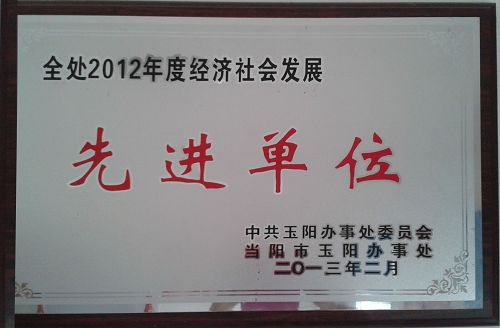 全处2012年度经济社会发展
先进单位
中共玉阳办事处委员会
当阳市玉阳办事处
二〇一三年二月